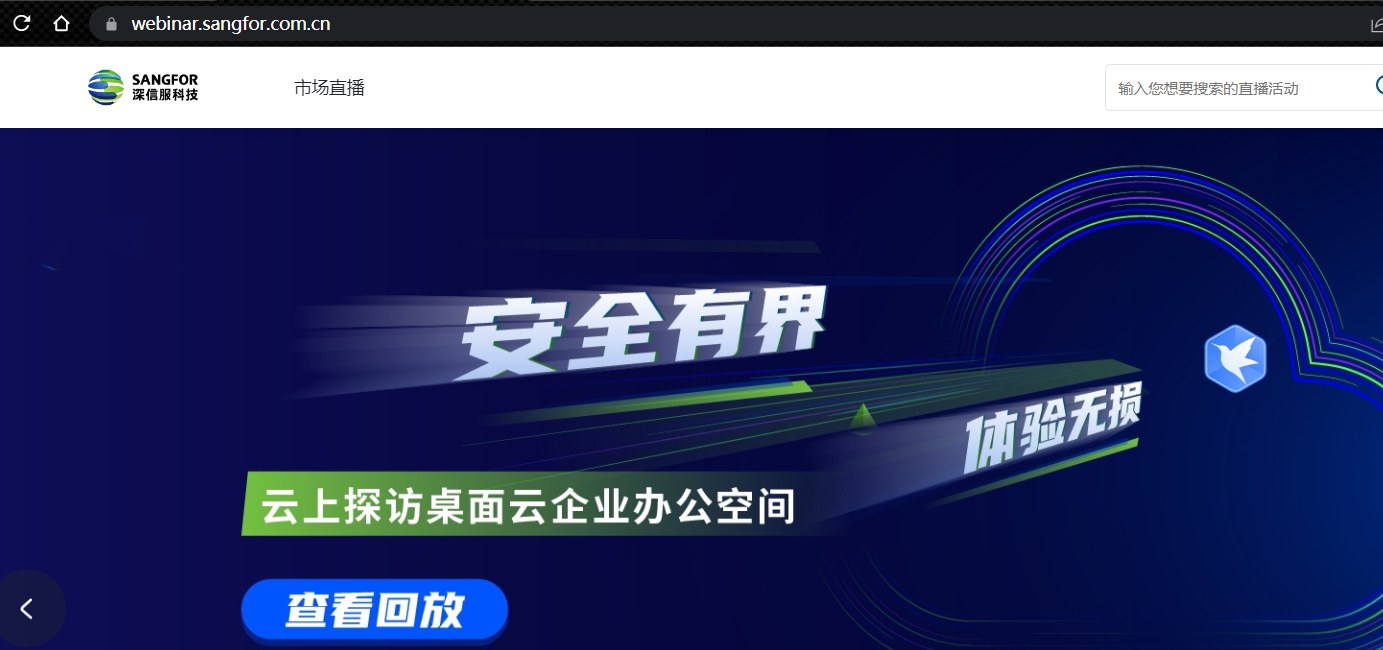 webinar.sangfor.com.cn
SANGFOR
深信服科技
市场直播
输入您想要搜索的直播活动
安全有界
体验无损
云上探访桌面云企业办公空间
查看回放